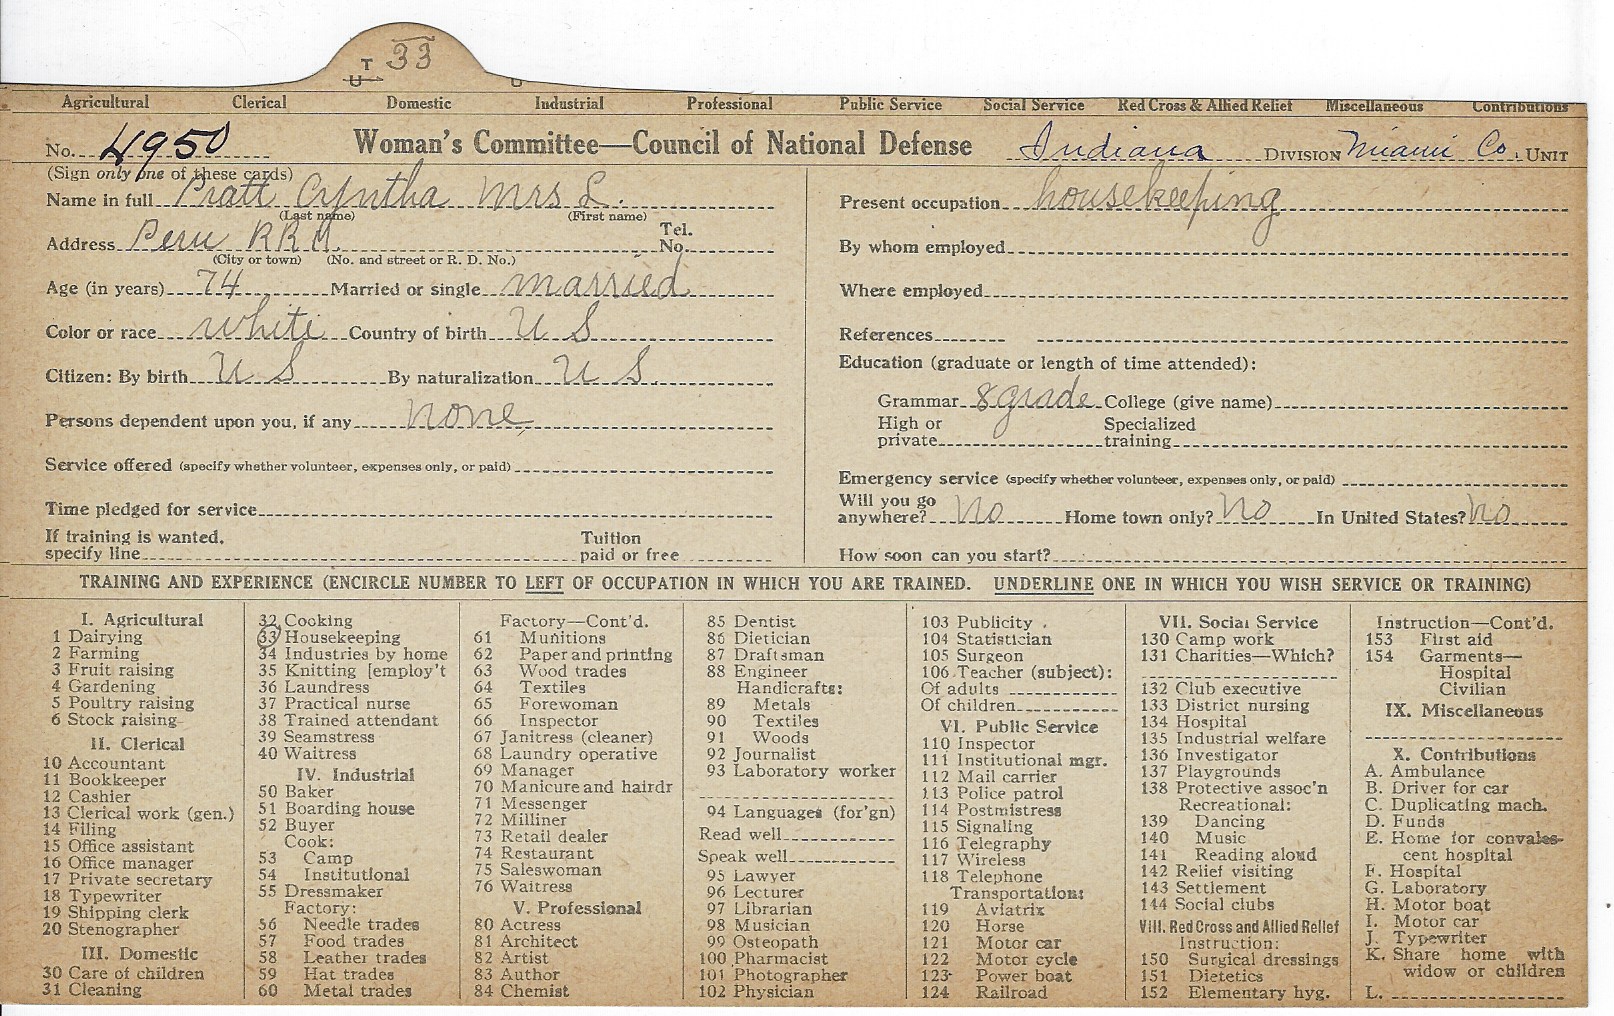 T 33
U
Agricultural Clerical Domestic Industrial Professional Public Service Social Service Red Cross & Allied Relief Miscellaneous Contributions
No. 4950 Woman's Committee—Council of National Defense Indiana DIVISION Miami Co. UNIT
(Sign only one of these cards)
Name in full Pratt Cyntha Mrs L.
(Last name) (First name)
Address Peru R R
Tel. No.
(City or town) (No. and street or R. D. No.)
Age (in years) 74 Married or single married
Color or race white Country of birth U S
Citizen: By birth U S By naturalization U S.
Persons dependent upon you, if any none
Service offered (specify whether volunteer, expenses only, or paid)
Time pledged for service
If training is wanted, Tuition
specify line paid or free
Present occupation housekeeping
By whom employed
Where employed
References
Education (graduate or length of time attended):
Grammar 8 grade College (give name)
High or Specialized
private training
Emergency service (specify whether volunteer, expenses only, or paid)
Will you go
anywhere? No Home town only? No In United States? No
How soon can you start?
TRAINING AND EXPERIENCE (ENCIRCLE NUMBER TO LEFT OF OCCUPATION IN WHICH YOU ARE TRAINED. UNDERLINE ONE IN WHICH YOU WISH SERVICE OR TRAINING)
I. Agricultural
1 Dairying
2 Farming
3 Fruit raising
4 Gardening
5 Poultry raising
6 Stock raising
II. Clerical
10 Accountant
11 Bookkeeper
12 Cashier
13 Clerical work (gen.)
14 Filing
15 Office assistant
16 Office manager
17 Private secretary
18 Typewriter
19 Shipping clerk
20 Stenographer
III. Domestic
30 Care of children
31 Cleaning
32 Cooking
33 Housekeeping
34 Industries by home
35 Knitting [employ't
36 Laundress
37 Practical nurse
38 Trained attendant
39 Seamstress
40 Waitress
IV. Industrial
50 Baker
51 Boarding house
52 Buyer
Cook:
53 Camp
54 Institutional
55 Dressmaker
Factory:
56 Needle trades
57 Food trades
58 Leather trades
59 Hat trades
60 Metal trades
Factory—Cont'd.
61 Munitions
62 Paper and printing
63 Wood trades
64 Textiles
65 Forewoman
66 Inspector
67 Janitress (cleaner)
68 Laundry operative
69 Manager
70 Manicure and hairdr
71 Messenger
72 Milliner
73 Retail dealer
74 Restaurant
75 Saleswoman
76 Waitress
V. Professional
80 Actress
81 Architect
82 Artist
83 Author
84 Chemist
85 Dentist
86 Dietician
87 Draftsman
88 Engineer
Handicrafts:
89 Metals
90 Textiles
91 Woods
92 Journalist
93 Laboratory worker
94 Languages (for'gn)
Read well
Speak well
95 Lawyer
96 Lecturer
97 Librarian
98 Musician
99 Osteopath
100 Pharmacist
101 Photographer
102 Physician
103 Publicity
104 Statistician
105 Surgeon
106 Teacher (subject):
Of adults
Of children
VI. Public Service
110 Inspector
111 Institutional mgr.
112 Mail carrier
113 Police patrol
114 Postmistress
115 Signaling
116 Telegraphy
117 Wireless
118 Telephone
Transportation:
119 Aviatrix
120 Horse
121 Motor car
122 Motor cycle
123 Power boat
124 Railroad
VII. Social Service
130 Camp work
131 Charities—Which?
132 Club executive
133 District nursing
134 Hospital
135 Industrial welfare
136 Investigator
137 Playgrounds
138 Protective assoc'n
Recreational:
139 Dancing
140 Music
141 Reading aloud
142 Relief visiting
143 Settlement
144 Social clubs
VIII. Red Cross and Allied Relief
Instruction:
150 Surgical dressings
151 Dietetics
152 Elementary hyg.
Instruction—Cont'd.
153 First aid
154 Garments—
Hospital
Civilian
IX. Miscellaneous
X. Contributions
A. Ambulance
B. Driver for car
C. Duplicating mach.
D. Funds
E. Home for convales-
cent hospital
F. Hospital
G. Laboratory
H. Motor boat
I. Motor car
J. Typewriter
K. Share home with
widow or children
L.